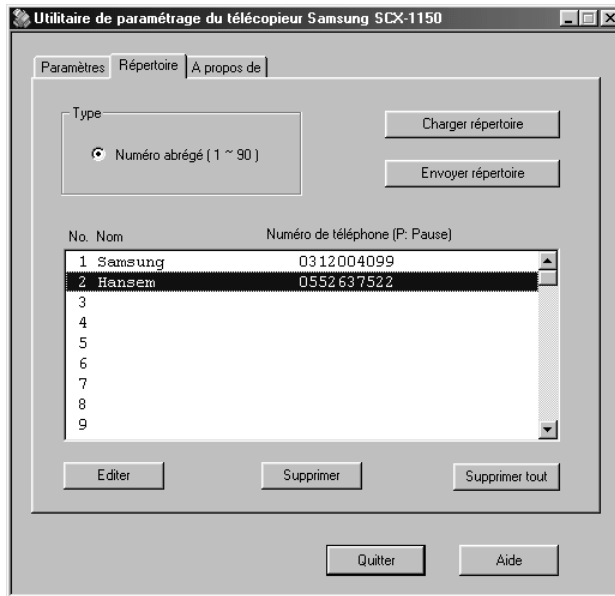 Utilitaire de paramétrage du télécopieur Samsung SCX-1150
Paramètres Répertoire A propos de
Type
Numéro abrégé ( 1 ~ 90 )
Charger répertoire
Envoyer répertoire
No. Nom Numéro de téléphone (P: Pause)
1 Samsung 0312004099
2 Hansem 0552637522
3
4
5
6
7
8
9
Editer Supprimer Supprimer tout
Quitter Aide